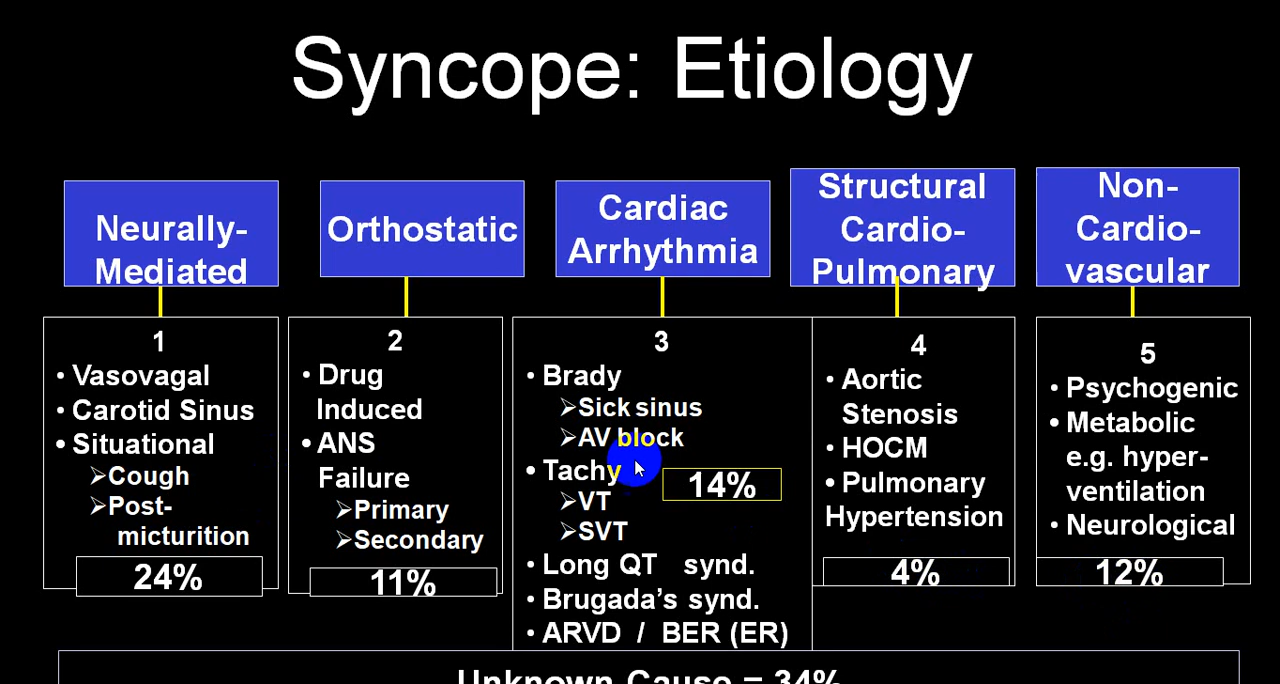 Syncope: Etiology
Neurally-
Mediated
Orthostatic
Cardiac
Arrhythmia
Structural
Cardio-
Pulmonary
Non-
Cardio-
vascular
1
• Vasovagal
• Carotid Sinus
• Situational
➢Cough
➢Post-
micturition
24%
2
• Drug
Induced
• ANS
Failure
➢Primary
➢Secondary
11%
3
• Brady
➢Sick sinus
➢AV block
• Tachy
➢VT
➢SVT
14%
• Long QT synd.
• Brugada's synd.
• ARVD / BER (ER)
4
• Aortic
Stenosis
• HOCM
• Pulmonary
Hypertension
4%
5
• Psychogenic
• Metabolic
e.g. hyper-
ventilation
• Neurological
12%
Unknown Cause = 34%